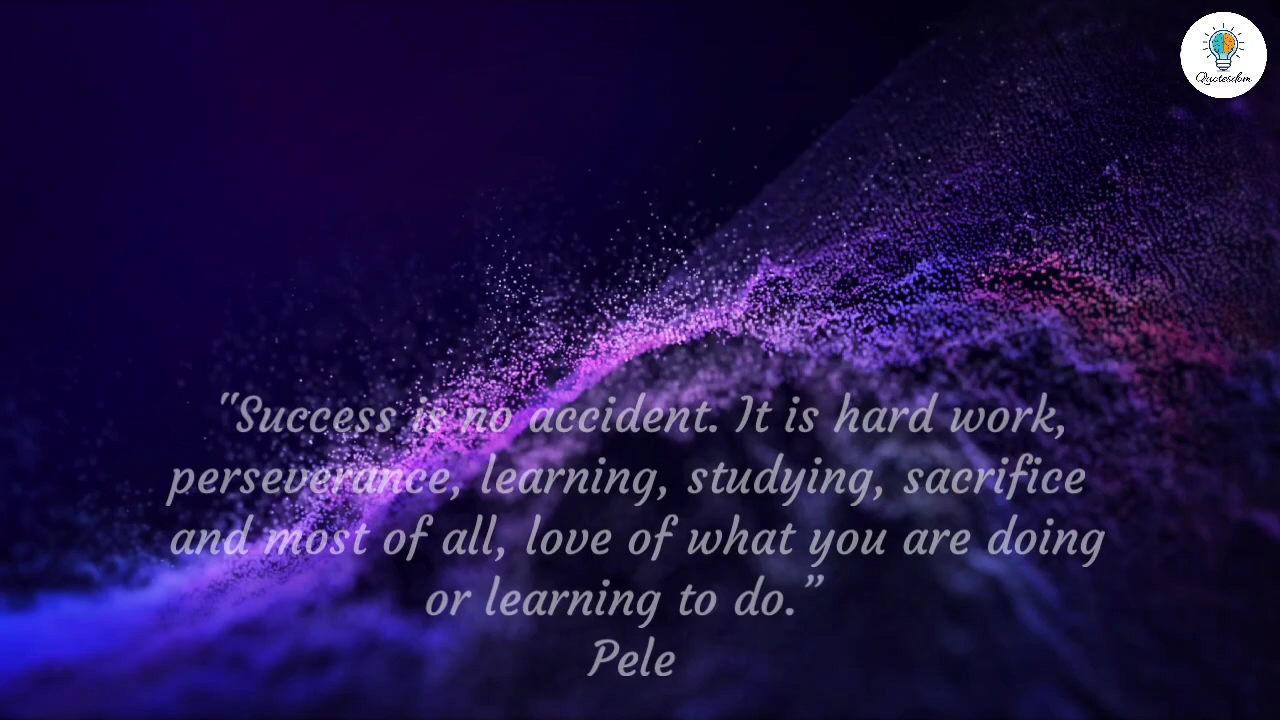 Quotesdom
"Success is no accident. It is hard work,
perseverance, learning, studying, sacrifice
and most of all, love of what you are doing
or learning to do.”
Pele